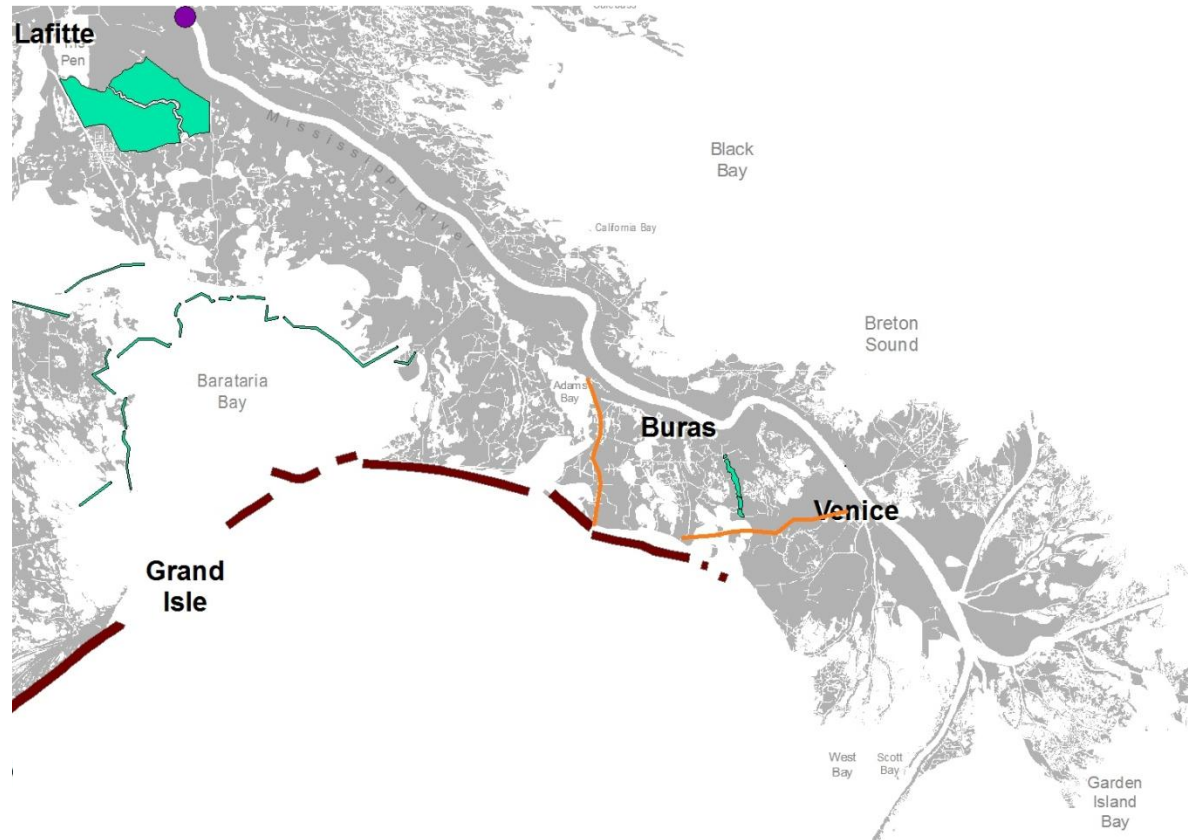 Lafitte
Pen
Mississippi River
Black
Bay
California Bay
Breton
Sound
Barataria
Bay
Adams
Bay
Buras
Venice
Grand
Isle
West
Bay
Scott
Bay
Garden
Island
Bay